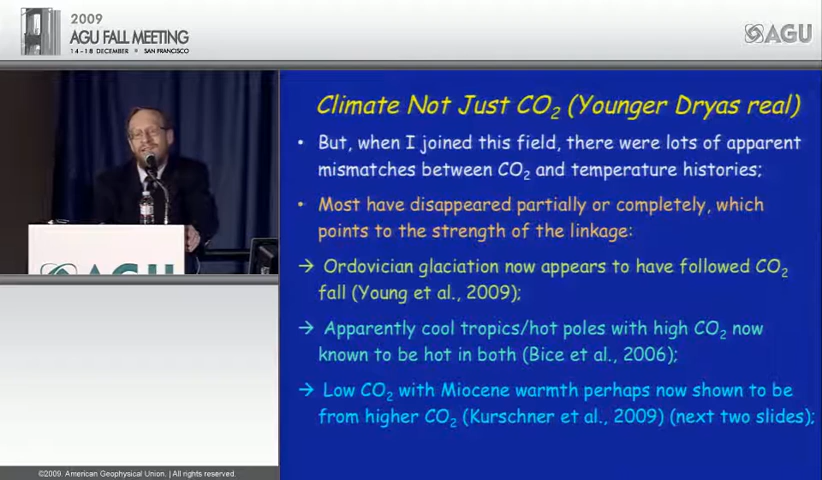 2009
AGU FALL MEETING
14-18 DECEMBER • SAN FRANCISCO
AGU
Climate Not Just CO₂ (Younger Dryas real)
• But, when I joined this field, there were lots of apparent
mismatches between CO₂ and temperature histories;
• Most have disappeared partially or completely, which
points to the strength of the linkage:
→ Ordovician glaciation now appears to have followed CO₂
fall (Young et al., 2009);
→ Apparently cool tropics/hot poles with high CO₂ now
known to be hot in both (Bice et al., 2006);
→ Low CO₂ with Miocene warmth perhaps now shown to be
from higher CO₂ (Kurschner et al., 2009) (next two slides);
AGU
©2009. American Geophysical Union. | All rights reserved.